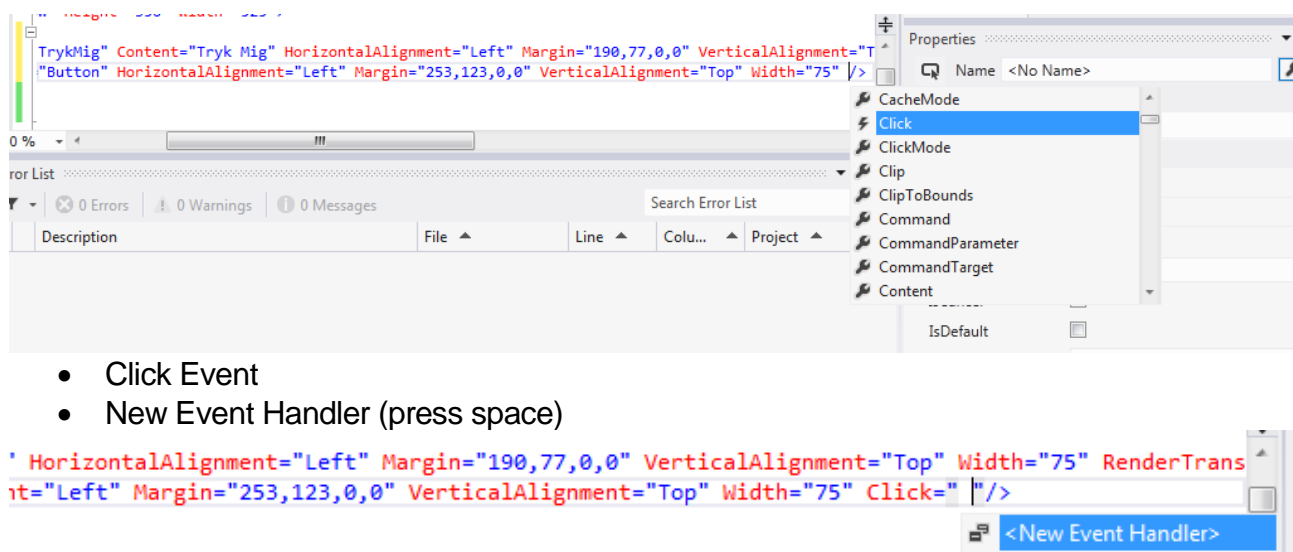 TrykMig" Content="Tryk Mig" HorizontalAlignment="Left" Margin="190,77,0,0" VerticalAlignment="T
"Button" HorizontalAlignment="Left" Margin="253,123,0,0" VerticalAlignment="Top" Width="75" />
0 %
ror List
0 Errors 0 Warnings 0 Messages Search Error List
Description File Line Colu... Project
Properties
Name <No Name>
CacheMode
Click
ClickMode
Clip
ClipToBounds
Command
CommandParameter
CommandTarget
Content
IsDefault
• Click Event
• New Event Handler (press space)
" HorizontalAlignment="Left" Margin="190,77,0,0" VerticalAlignment="Top" Width="75" RenderTrans
nt="Left" Margin="253,123,0,0" VerticalAlignment="Top" Width="75" Click=" "/>
<New Event Handler>